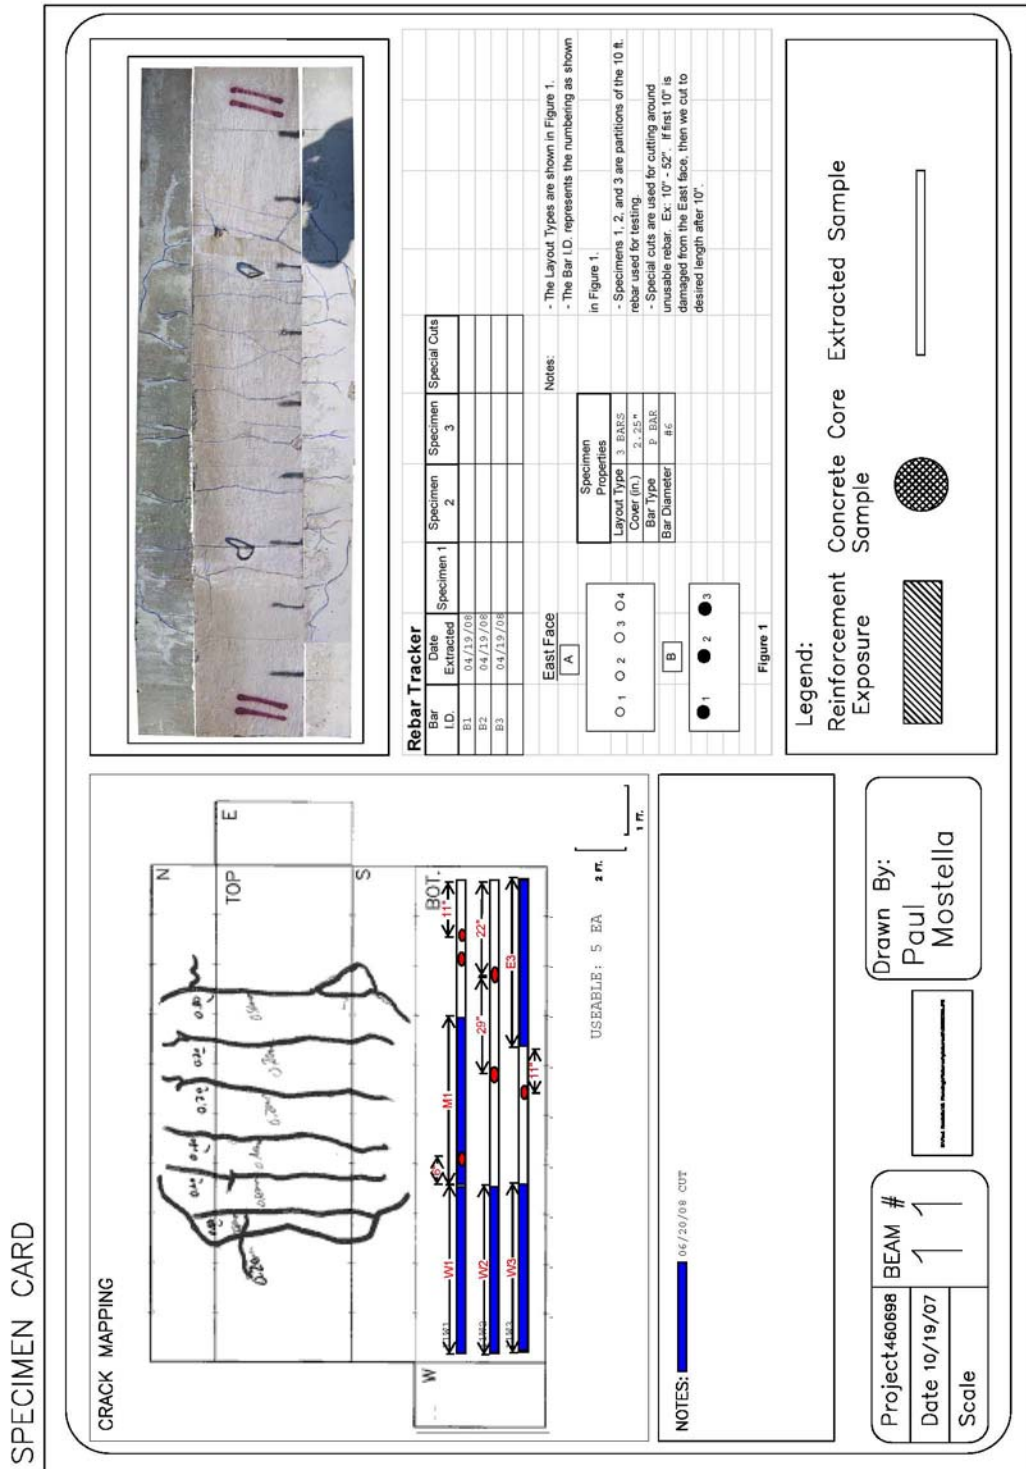 SPECIMEN CARD
CRACK MAPPING
N
TOP
E
S
W
BOT.
W1
6"
M1
11"
W2
29"
22"
W3
11"
E3
USEABLE: 5 EA
2 FT.
1 FT.
NOTES:
06/20/08 CUT
Project460698
Date 10/19/07
Scale
BEAM #
11
Drawn By:
Paul
Mostella
Rebar Tracker
Bar I.D.
Date Extracted
Specimen 1
Specimen 2
Specimen 3
Special Cuts
B1 04/19/08
B2 04/19/08
B3 04/19/08
East Face
A
1 2 3 4
B
1 2 3
Figure 1
Specimen
Properties
Layout Type 3 BARS
Cover (in.) 2.25"
Bar Type P BAR
Bar Diameter #6
Notes:
- The Layout Types are shown in Figure 1.
- The Bar I.D. represents the numbering as shown
in Figure 1.
- Specimens 1, 2, and 3 are partitions of the 10 ft.
rebar used for testing.
- Special cuts are used for cutting around
unusable rebar. Ex: 10" - 52". If first 10" is
damaged from the East face, then we cut to
desired length after 10".
Legend:
Reinforcement Exposure
Concrete Core Sample
Extracted Sample